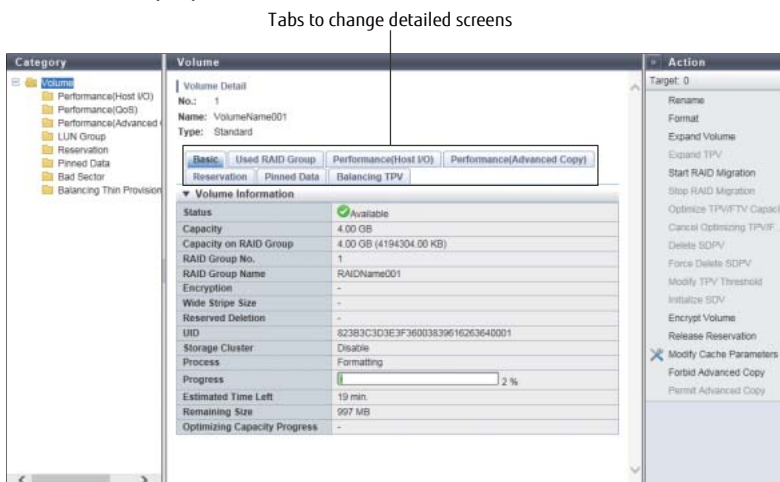 Tabs to change detailed screens
Category
Volume
Performance(Host I/O)
Performance(QoS)
Performance(Advanced
LUN Group
Reservation
Pinned Data
Bad Sector
Balancing Thin Provision
Volume
Volume Detail
No.: 1
Name: VolumeName001
Type: Standard
Basic Used RAID Group Performance(Host I/O) Performance(Advanced Copy)
Reservation Pinned Data Balancing TPV
Volume Information
Status Available
Capacity 4.00 GB
Capacity on RAID Group 4.00 GB (4194304.00 KB)
RAID Group No. 1
RAID Group Name RAIDName001
Encryption -
Wide Stripe Size -
Reserved Deletion -
UID
Storage Cluster Disable
Process Formatting
Progress 2 %
Estimated Time Left 19 min.
Remaining Size 997 MB
Optimizing Capacity Progress -
Action
Target: 0
Rename
Format
Expand Volume
Expand TPV
Start RAID Migration
Stop RAID Migration
Optimize TPV/FTV Capaci
Cancel Optimizing TPV/F...
Delete SDPV
Force Delete SDPV
Modify TPV Threshold
Initialize SDV
Encrypt Volume
Release Reservation
Modify Cache Parameters
Forbid Advanced Copy
Permit Advanced Copy